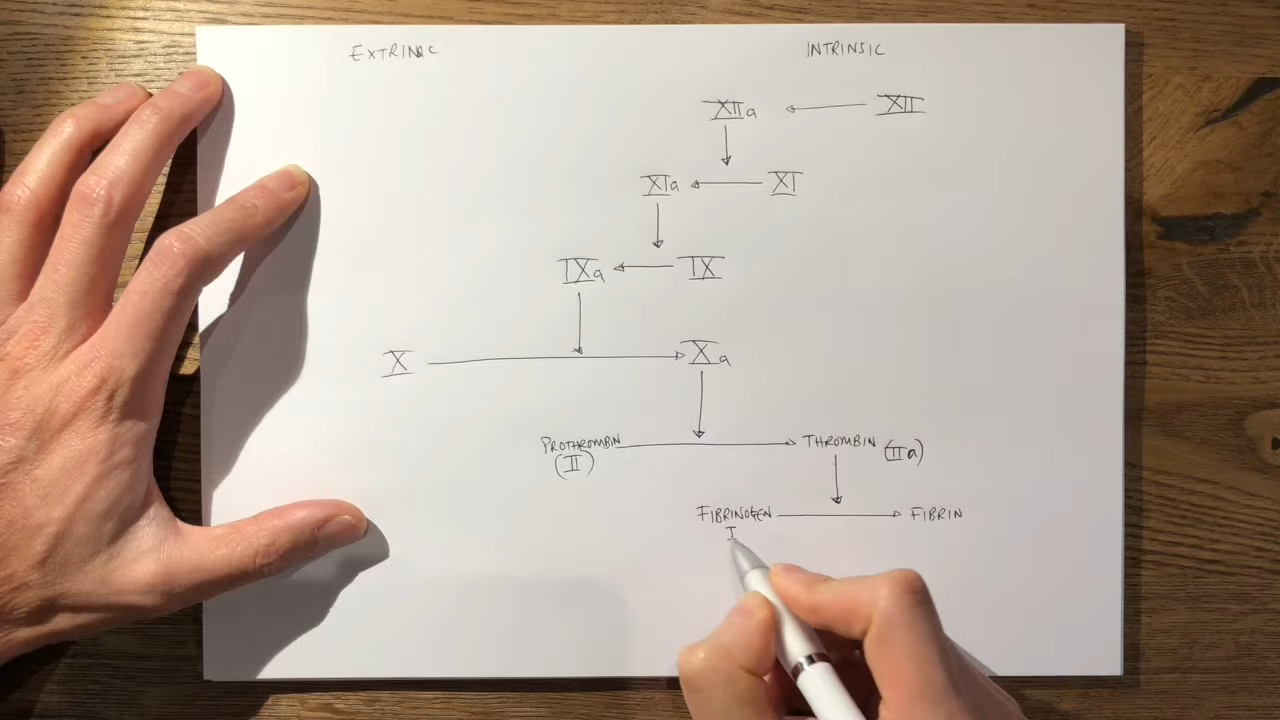 EXTRINSIC
INTRINSIC
XIIa XII
XIa XI
IXa IX
X Xa
PROTHROMBIN THROMBIN (IIa)
(II)
FIBRINOGEN FIBRIN
I